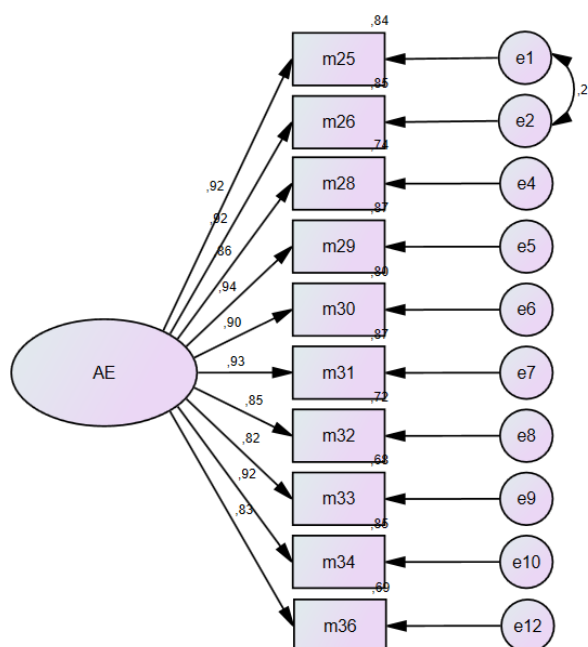 ,84
m25
e1
,85
,2
m26
e2
,74
m28
e4
,87
,92
,92
m29
e5
,86
,80
,94
m30
e6
,90
,87
AE
,93
m31
e7
,72
,85
m32
e8
,82
,68
m33
e9
,92
,85
,83
m34
e10
,69
m36
e12